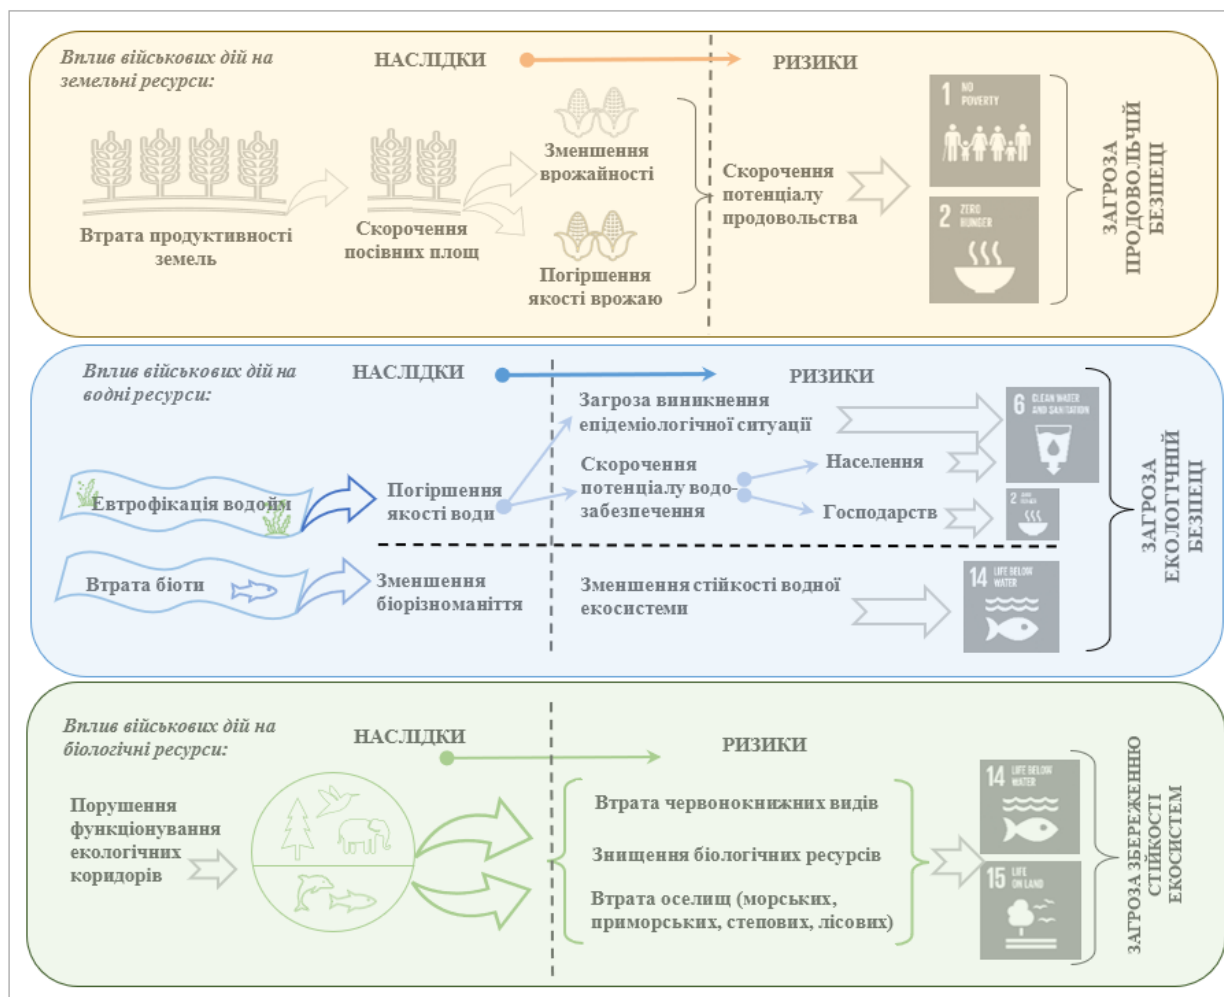 Вплив військових дій на
земельні ресурси:
НАСЛІДКИ
РИЗИКИ
Втрата продуктивності
земель
Скорочення
посівних площ
Зменшення
врожайності
Погіршення
якості врожаю
Скорочення
потенціалу
продовольства
1 NO
POVERTY
2 ZERO
HUNGER
ЗАГРОЗА
ПРОДОВОЛЬЧІЙ
БЕЗПЕЦІ
Вплив військових дій на
водні ресурси:
НАСЛІДКИ
РИЗИКИ
Евтрофікація водойм
Погіршення
якості води
Загроза виникнення
епідеміологічної ситуації
Скорочення
потенціалу водо-
забезпечення
Населення
Господарств
6 CLEAN WATER
AND SANITATION
2 ZERO
HUNGER
Втрата біоти
Зменшення
біорізноманіття
Зменшення стійкості водної
екосистеми
14 LIFE BELOW
WATER
ЗАГРОЗА
ЕКОЛОГІЧНІЙ
БЕЗПЕЦІ
Вплив військових дій на
біологічні ресурси:
НАСЛІДКИ
РИЗИКИ
Порушення
функціонування
екологічних
коридорів
Втрата червонокнижних видів
Знищення біологічних ресурсів
Втрата оселищ (морських,
приморських, степових, лісових)
14 LIFE BELOW
WATER
15 LIFE
ON LAND
ЗАГРОЗА ЗБЕРЕЖЕННЮ
СТІЙКОСТІ
ЕКОСИСТЕМ